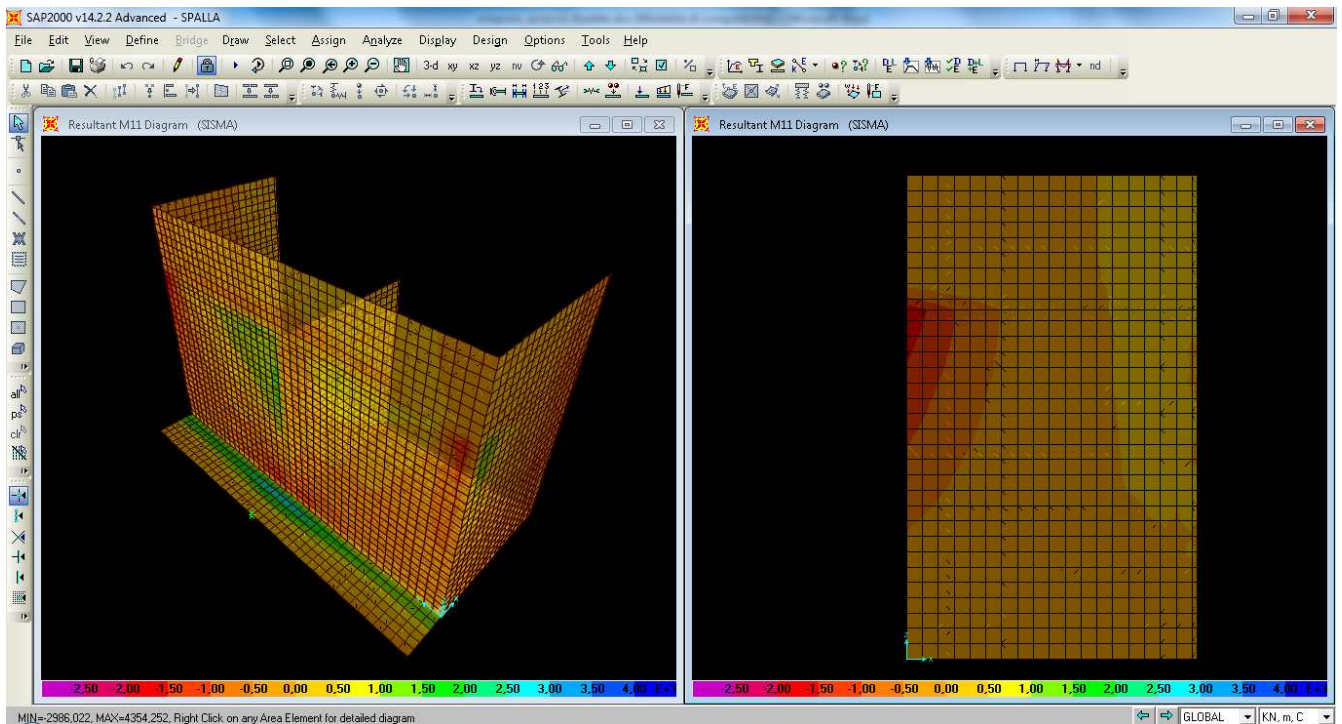 SAP2000 v14.2.2 Advanced - SPALLA
File Edit View Define Bridge Draw Select Assign Analyze Display Design Options Tools Help
3-d xy xz yz nv
nd
all
ps
clr
Resultant M11 Diagram (SISMA)
-2,50 -2,00 -1,50 -1,00 -0,50 0,00 0,50 1,00 1,50 2,00 2,50 3,00 3,50 4,00 E+3
Resultant M11 Diagram (SISMA)
Z
X
-2,50 -2,00 -1,50 -1,00 -0,50 0,00 0,50 1,00 1,50 2,00 2,50 3,00 3,50 4,00
MIN=-2986,022, MAX=4354,252, Right Click on any Area Element for detailed diagram
GLOBAL KN, m, C